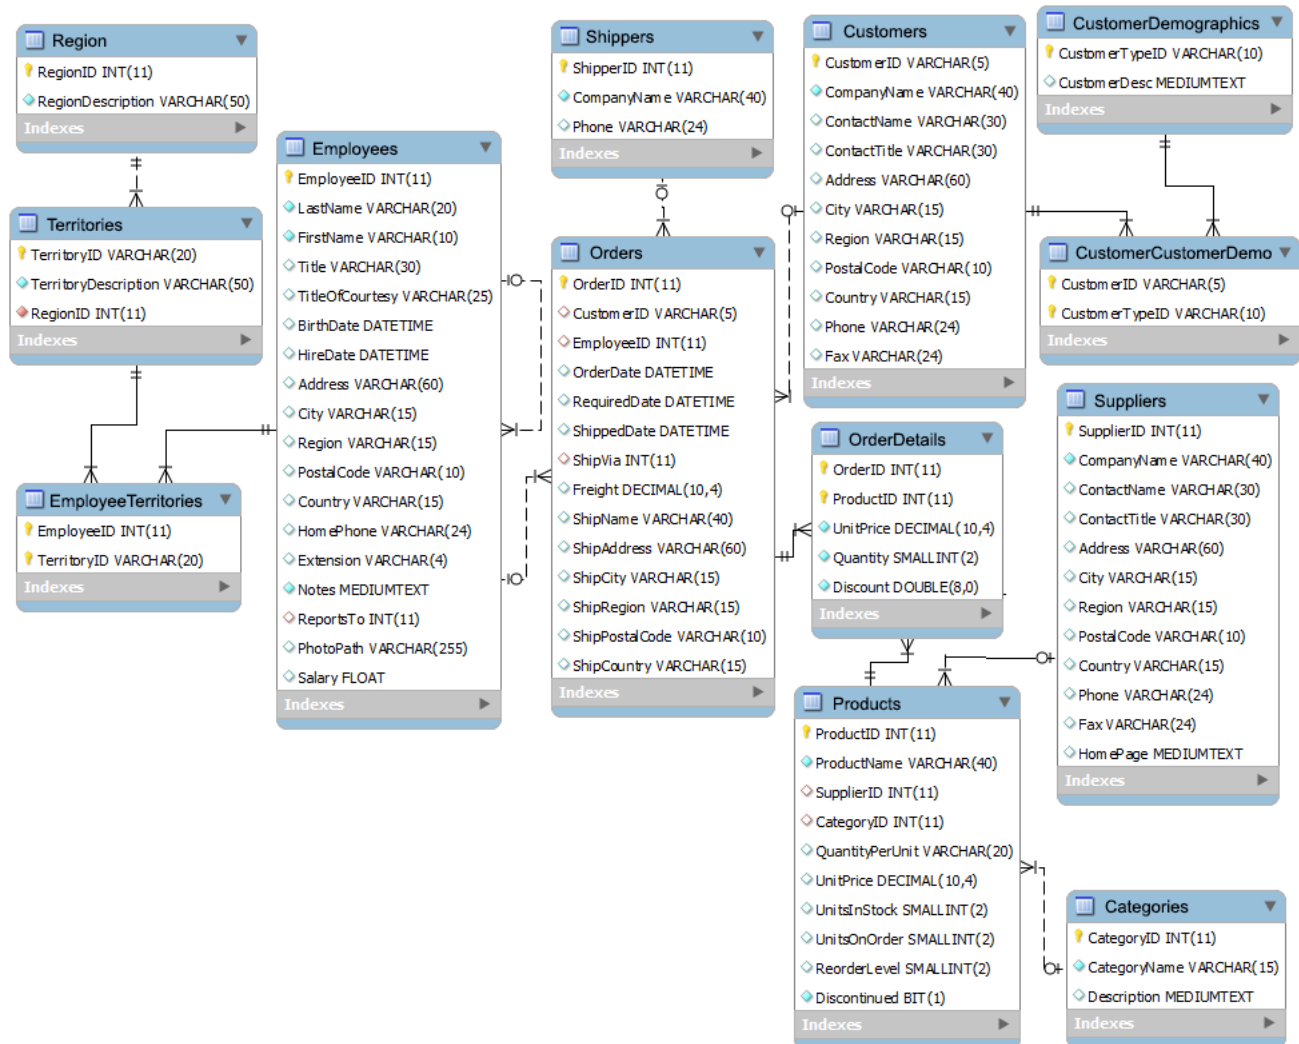 Region
RegionID INT(11)
RegionDescription VARCHAR(50)
Indexes
Territories
TerritoryID VARCHAR(20)
TerritoryDescription VARCHAR(50)
RegionID INT(11)
Indexes
EmployeeTerritories
EmployeeID INT(11)
TerritoryID VARCHAR(20)
Indexes
Employees
EmployeeID INT(11)
LastName VARCHAR(20)
FirstName VARCHAR(10)
Title VARCHAR(30)
TitleOfCourtesy VARCHAR(25)
BirthDate DATETIME
HireDate DATETIME
Address VARCHAR(60)
City VARCHAR(15)
Region VARCHAR(15)
PostalCode VARCHAR(10)
Country VARCHAR(15)
HomePhone VARCHAR(24)
Extension VARCHAR(4)
Notes MEDIUMTEXT
ReportsTo INT(11)
PhotoPath VARCHAR(255)
Salary FLOAT
Indexes
Shippers
ShipperID INT(11)
CompanyName VARCHAR(40)
Phone VARCHAR(24)
Indexes
Orders
OrderID INT(11)
CustomerID VARCHAR(5)
EmployeeID INT(11)
OrderDate DATETIME
RequiredDate DATETIME
ShippedDate DATETIME
ShipVia INT(11)
Freight DECIMAL(10,4)
ShipName VARCHAR(40)
ShipAddress VARCHAR(60)
ShipCity VARCHAR(15)
ShipRegion VARCHAR(15)
ShipPostalCode VARCHAR(10)
ShipCountry VARCHAR(15)
Indexes
Customers
CustomerID VARCHAR(5)
CompanyName VARCHAR(40)
ContactName VARCHAR(30)
ContactTitle VARCHAR(30)
Address VARCHAR(60)
City VARCHAR(15)
Region VARCHAR(15)
PostalCode VARCHAR(10)
Country VARCHAR(15)
Phone VARCHAR(24)
Fax VARCHAR(24)
Indexes
CustomerDemographics
CustomerTypeID VARCHAR(10)
CustomerDesc MEDIUMTEXT
Indexes
CustomerCustomerDemo
CustomerID VARCHAR(5)
CustomerTypeID VARCHAR(10)
Indexes
OrderDetails
OrderID INT(11)
ProductID INT(11)
UnitPrice DECIMAL(10,4)
Quantity SMALLINT(2)
Discount DOUBLE(8,0)
Indexes
Suppliers
SupplierID INT(11)
CompanyName VARCHAR(40)
ContactName VARCHAR(30)
ContactTitle VARCHAR(30)
Address VARCHAR(60)
City VARCHAR(15)
Region VARCHAR(15)
PostalCode VARCHAR(10)
Country VARCHAR(15)
Phone VARCHAR(24)
Fax VARCHAR(24)
HomePage MEDIUMTEXT
Indexes
Products
ProductID INT(11)
ProductName VARCHAR(40)
SupplierID INT(11)
CategoryID INT(11)
QuantityPerUnit VARCHAR(20)
UnitPrice DECIMAL(10,4)
UnitsInStock SMALLINT(2)
UnitsOnOrder SMALLINT(2)
ReorderLevel SMALLINT(2)
Discontinued BIT(1)
Indexes
Categories
CategoryID INT(11)
CategoryName VARCHAR(15)
Description MEDIUMTEXT
Indexes